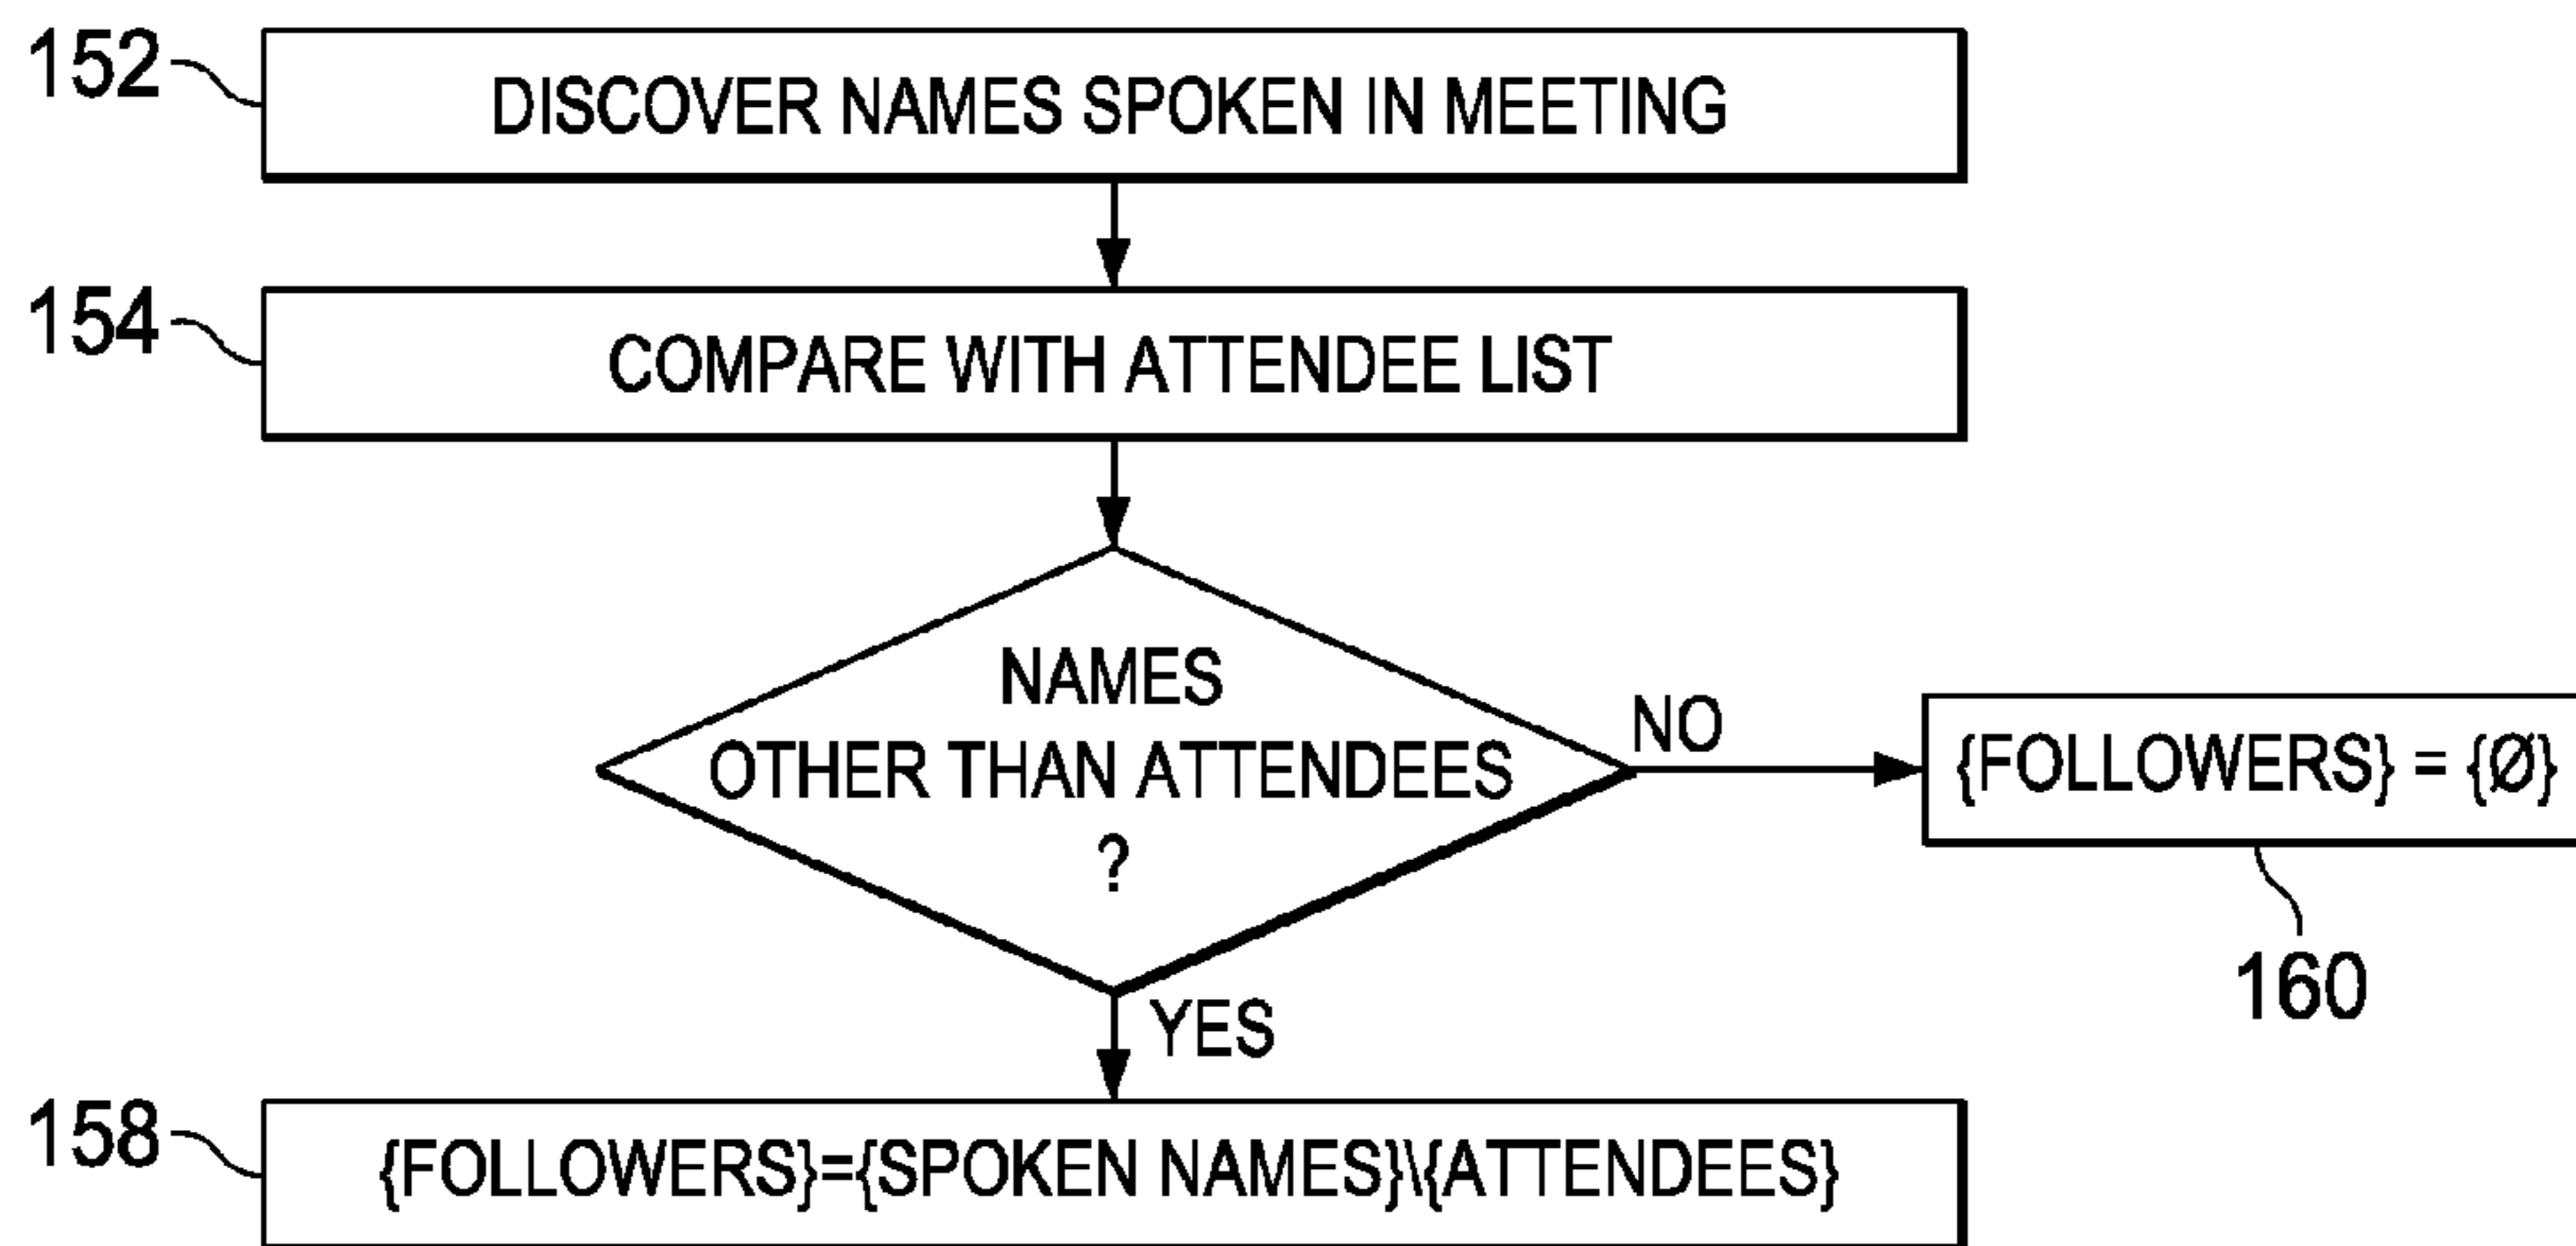 152
DISCOVER NAMES SPOKEN IN MEETING
154
COMPARE WITH ATTENDEE LIST
NAMES
OTHER THAN ATTENDEES
?
NO
{FOLLOWERS} = {Ø}
160
YES
158
{FOLLOWERS}={SPOKEN NAMES}\{ATTENDEES}